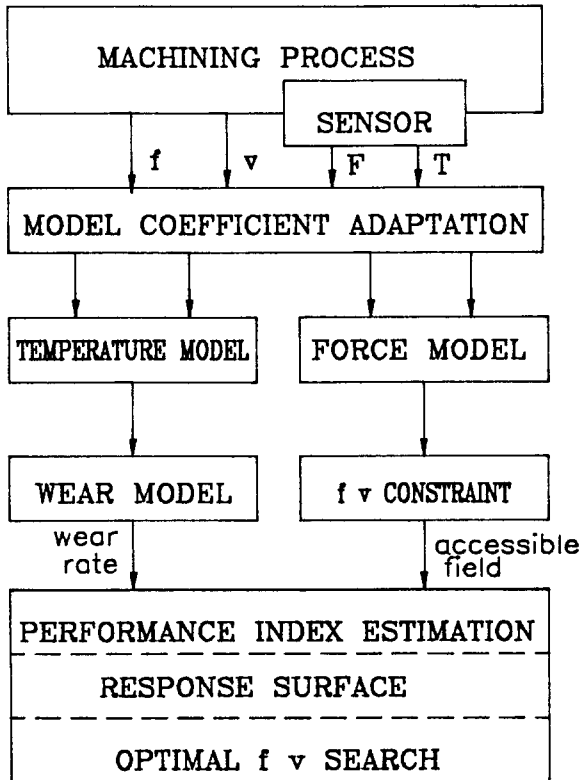 MACHINING PROCESS
SENSOR
f v F T
MODEL COEFFICIENT ADAPTATION
TEMPERATURE MODEL FORCE MODEL
WEAR MODEL f v CONSTRAINT
wear
rate
accessible
field
PERFORMANCE INDEX ESTIMATION
RESPONSE SURFACE
OPTIMAL f v SEARCH